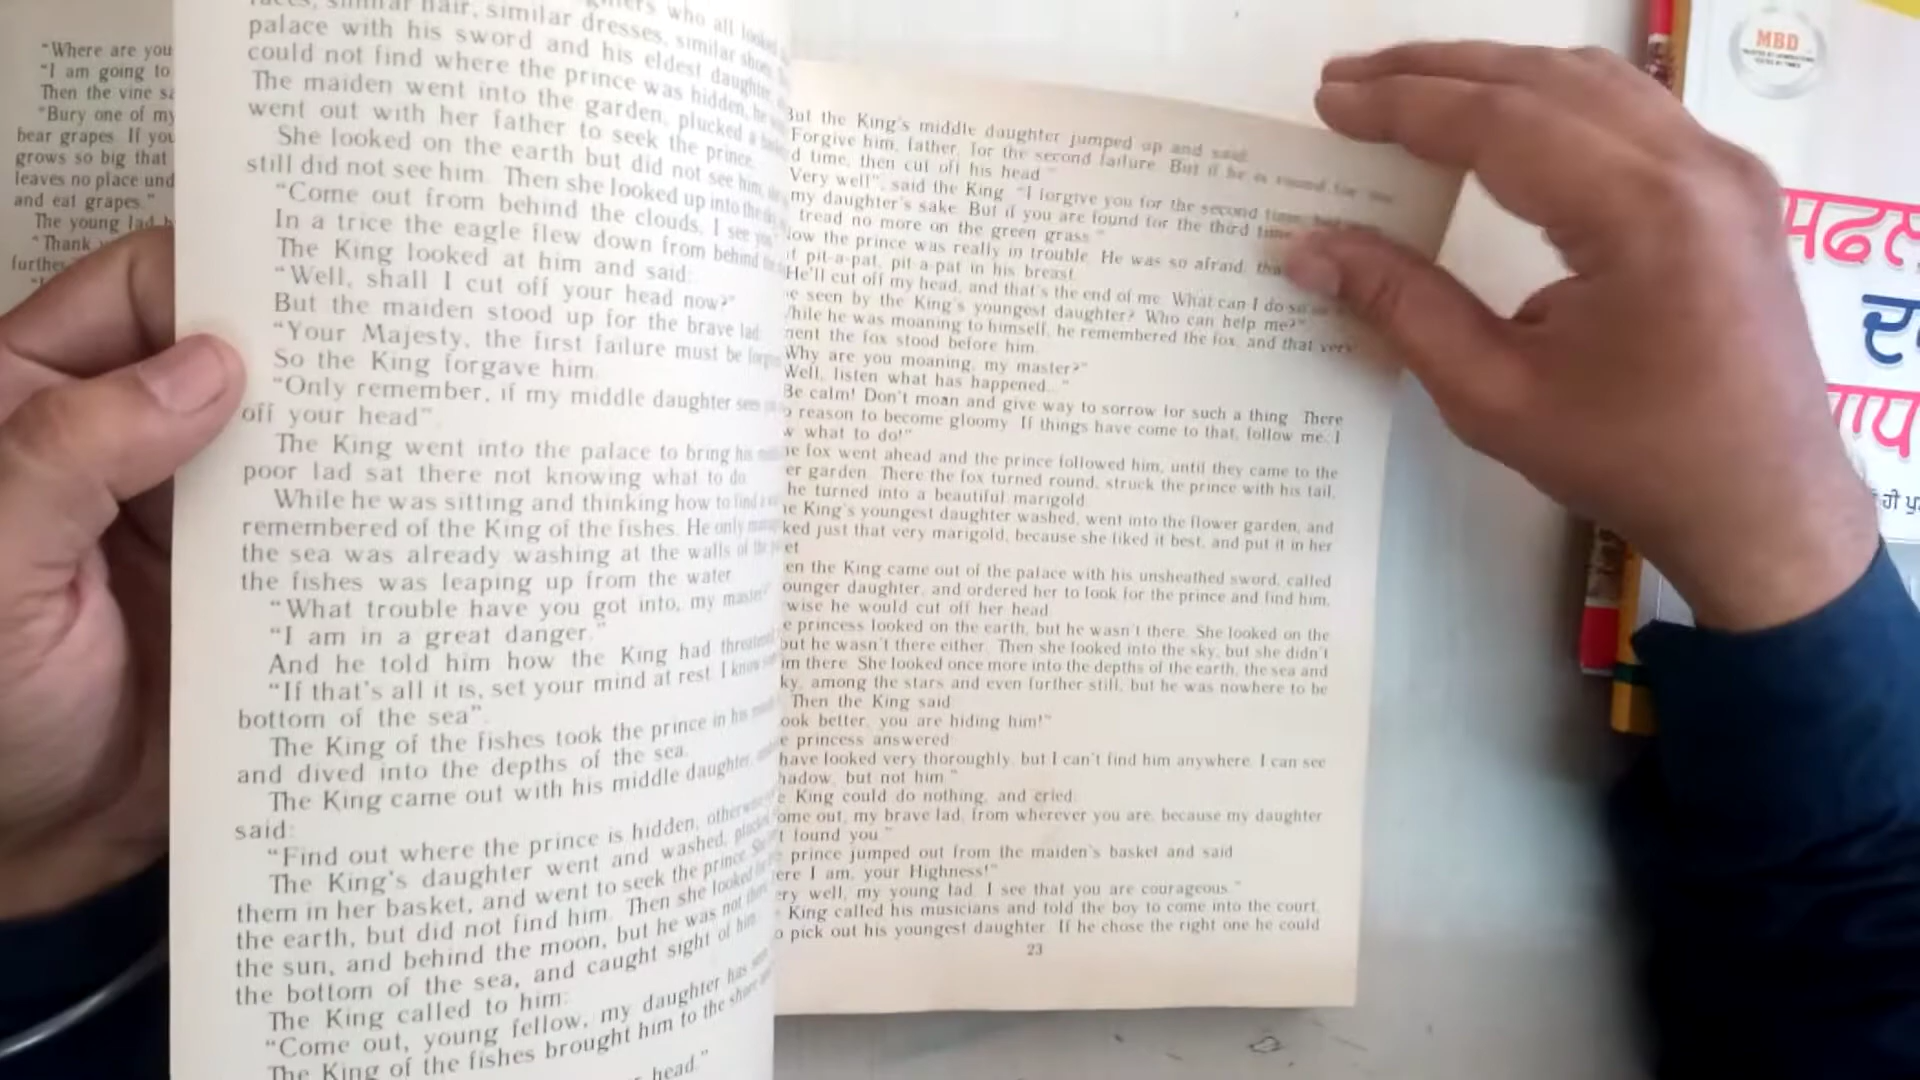 "Where are you
"I am going to
Then the vine
"Bury one of my
bear grapes. If you
grows so big that
leaves no place und
and eat grapes."
The young lad
"Thank
furthe
similar hair, similar dresses, similar shoes.
who all looked
palace with his sword and his eldest daughter,
could not find where the prince was hidden, he
The maiden went into the garden, plucked a
went out with her father to seek the prince.
She looked on the earth but did not see him,
still did not see him. Then she looked up into the
"Come out from behind the clouds, I see you
In a trice the eagle flew down from behind
The King looked at him and said:
"Well, shall I cut off your head now?"
But the maiden stood up for the brave lad:
"Your Majesty, the first failure must be
So the King forgave him.
"Only remember, if my middle daughter sees
off your head".
The King went into the palace to bring his
poor lad sat there not knowing what to do.
While he was sitting and thinking how to find
remembered of the King of the fishes. He only
the sea was already washing at the walls of the
the fishes was leaping up from the water.
"What trouble have you got into, my master
"I am in a great danger."
And he told him how the King had
"If that's all it is, set your mind at rest. I know
bottom of the sea".
The King of the fishes took the prince in his
and dived into the depths of the sea.
The King came out with his middle daughter,
said:
"Find out where the prince is hidden,
The King's daughter went and washed,
them in her basket, and went to seek the prince.
the earth, but did not find him. Then she looked
the sun, and behind the moon, but he was not
the bottom of the sea, and caught sight of him.
The King called to him:
"Come out, young fellow, my daughter has
The King of the fishes brought him to the shore
head."
But the King's middle daughter jumped up and said:
Forgive him, father, for the second failure. But if he is found for
d time, then cut off his head."
Very well", said the King. "I forgive you for the second time,
my daughter's sake. But if you are found for the third time
tread no more on the green grass."
ow the prince was really in trouble. He was so afraid, tha
t pit-a-pat, pit-a-pat in his breast.
He'll cut off my head, and that's the end of me. What can I do so
e seen by the King's youngest daughter? Who can help me?"
hile he was moaning to himself, he remembered the fox, and that very
ment the fox stood before him.
Why are you moaning, my master?"
Well, listen what has happened..."
Be calm! Don't moan and give way to sorrow for such a thing. There
o reason to become gloomy. If things have come to that, follow me. I
w what to do!"
he fox went ahead and the prince followed him, until they came to the
er garden. There the fox turned round, struck the prince with his tail,
he turned into a beautiful marigold.
he King's youngest daughter washed, went into the flower garden, and
ked just that very marigold, because she liked it best, and put it in her
et.
en the King came out of the palace with his unsheathed sword, called
ounger daughter, and ordered her to look for the prince and find him,
wise he would cut off her head.
e princess looked on the earth, but he wasn't there. She looked on the
but he wasn't there either. Then she looked into the sky, but she didn't
im there. She looked once more into the depths of the earth, the sea and
ky, among the stars and even further still, but he was nowhere to be
Then the King said:
ook better, you are hiding him!"
e princess answered:
have looked very thoroughly, but I can't find him anywhere. I can see
hadow, but not him."
e King could do nothing, and cried:
ome out, my brave lad, from wherever you are, because my daughter
t found you."
prince jumped out from the maiden's basket and said:
ere I am, your Highness!"
ery well, my young lad. I see that you are courageous."
King called his musicians and told the boy to come into the court,
o pick out his youngest daughter. If he chose the right one he could
23
MBD
ਸਫਲ
ਦਾ